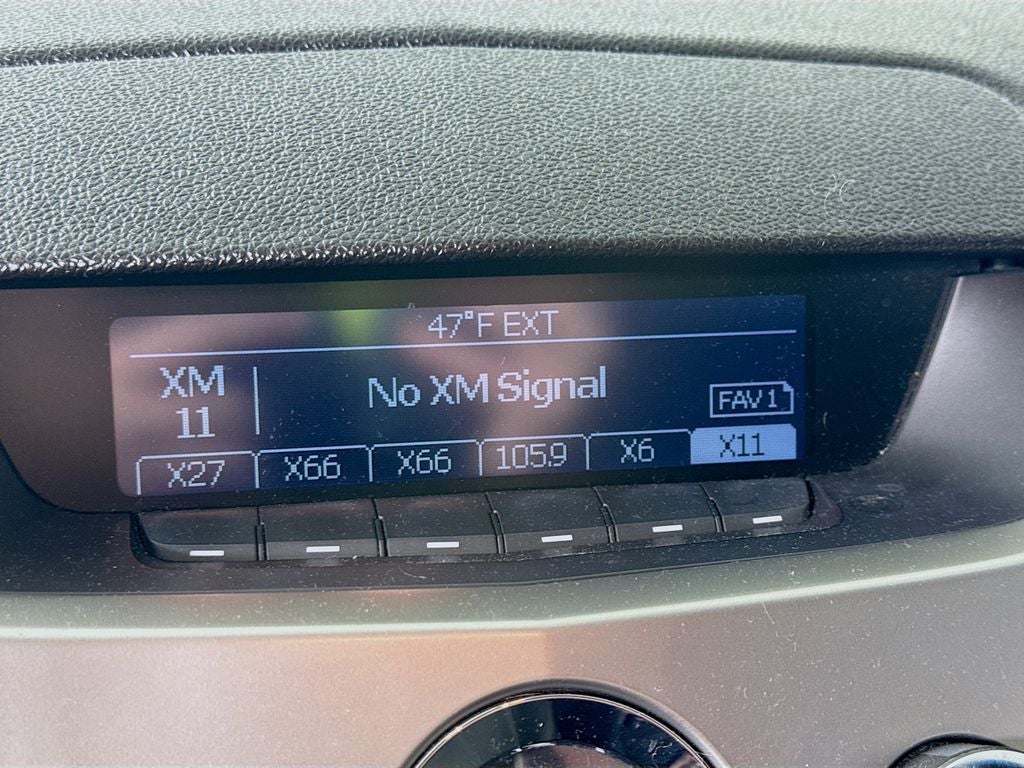 47°F EXT
XM
11
No XM Signal
FAV 1
X27 X66 X66 105.9 X6 X11